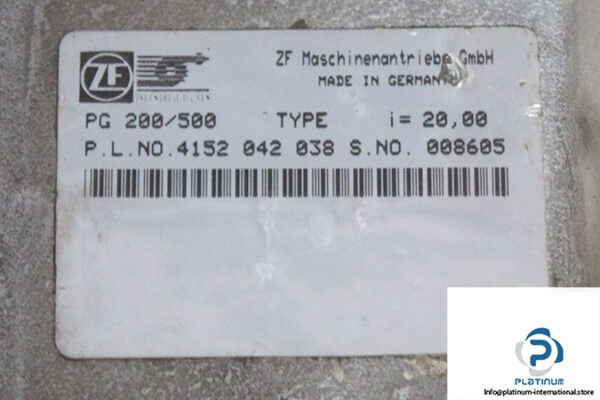 ZF
ZF Maschinenantriebe GmbH
MADE IN GERMANY
PG 200/500 TYPE i= 20,00
P.L.NO.4152 042 038 S.NO. 008605
PLATINUM
Info@platinum-international.store